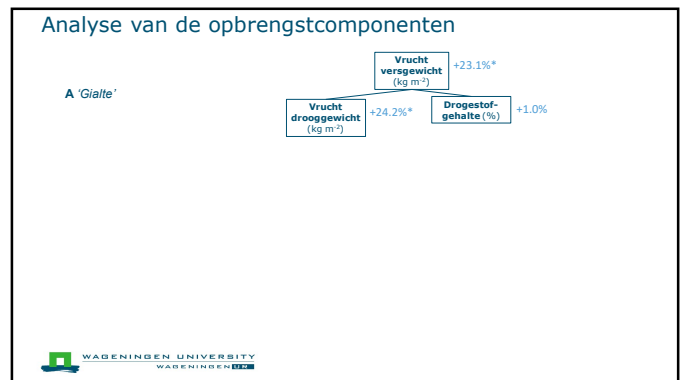 Analyse van de opbrengstcomponenten
A 'Gialte'
Vrucht
versgewicht
(kg m⁻²)
+23.1%*
Vrucht
drooggewicht
(kg m⁻²)
+24.2%*
Drogestof-
gehalte (%)
+1.0%
WAGENINGEN UNIVERSITY
WAGENINGEN UR